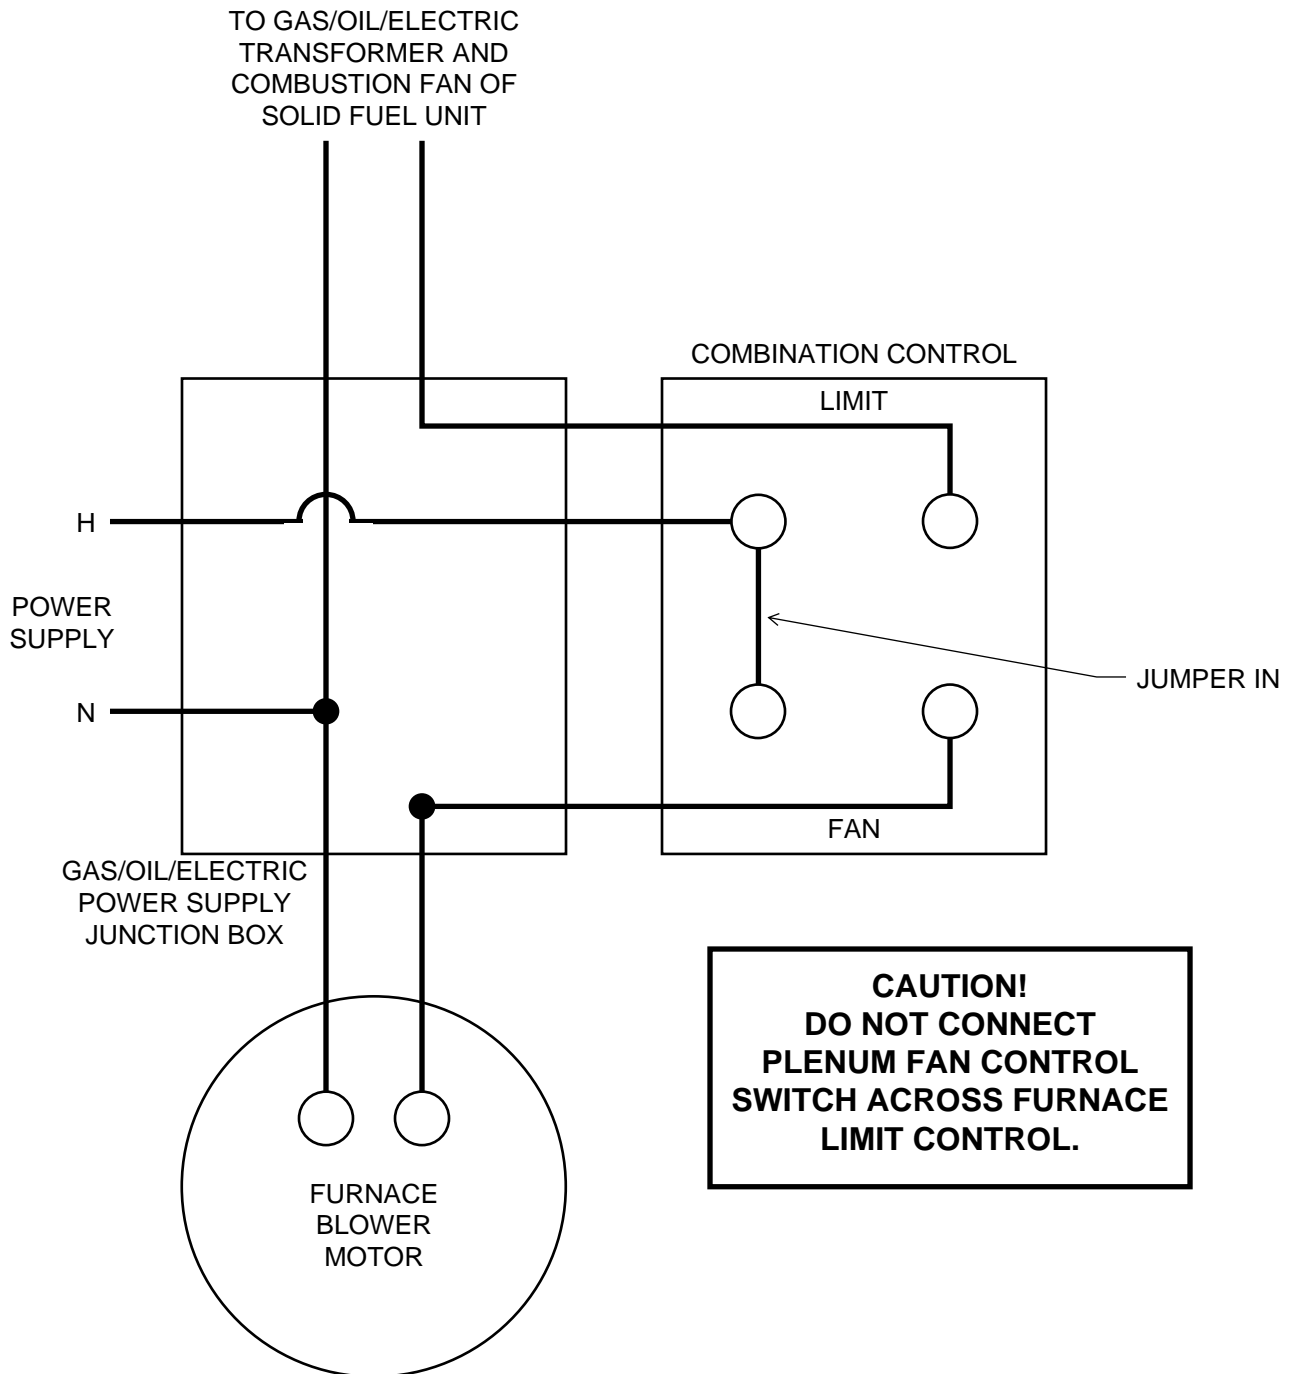 TO GAS/OIL/ELECTRIC
TRANSFORMER AND
COMBUSTION FAN OF
SOLID FUEL UNIT
COMBINATION CONTROL
LIMIT
H
POWER
SUPPLY
N
JUMPER IN
FAN
GAS/OIL/ELECTRIC
POWER SUPPLY
JUNCTION BOX
CAUTION!
DO NOT CONNECT
PLENUM FAN CONTROL
SWITCH ACROSS FURNACE
LIMIT CONTROL.
FURNACE
BLOWER
MOTOR